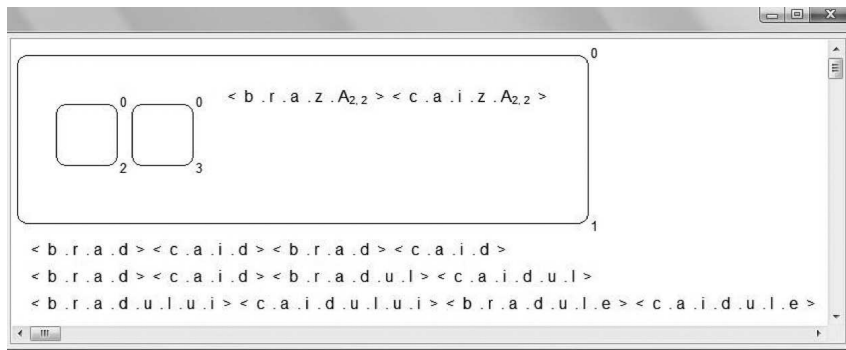 0
0 0 < b .r .a .z .A2, 2 > < c .a .i .z .A2, 2 >
2 3
1
< b .r .a .d > < c .a .i .d > < b .r .a .d > < c .a .i .d >
< b .r .a .d > < c .a .i .d > < b .r .a .d .u .l > < c .a .i .d .u .l >
< b .r .a .d .u .l .u .i > < c .a .i .d .u .l .u .i > < b .r .a .d .u .l .e > < c .a .i .d .u .l .e >